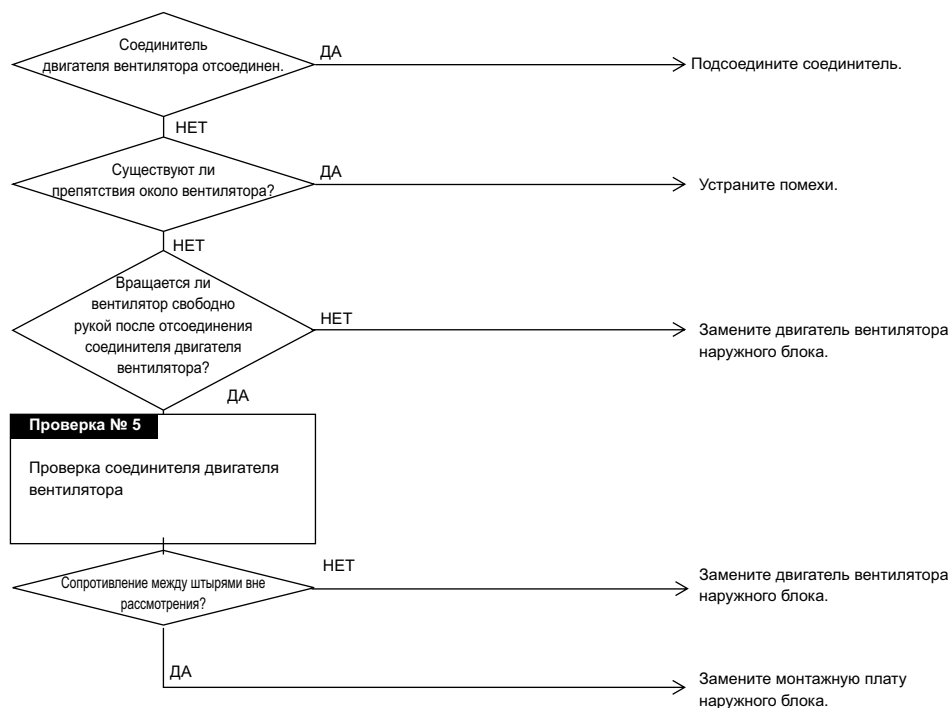 Соединитель
двигателя вентилятора отсоединен.
ДА
Подсоедините соединитель.
НЕТ
Существуют ли
препятствия около вентилятора?
ДА
Устраните помехи.
НЕТ
Вращается ли
вентилятор свободно
рукой после отсоединения
соединителя двигателя
вентилятора?
НЕТ
Замените двигатель вентилятора
наружного блока.
ДА
Проверка № 5
Проверка соединителя двигателя
вентилятора
Сопротивление между штырями вне
рассмотрения?
НЕТ
Замените двигатель вентилятора
наружного блока.
ДА
Замените монтажную плату
наружного блока.